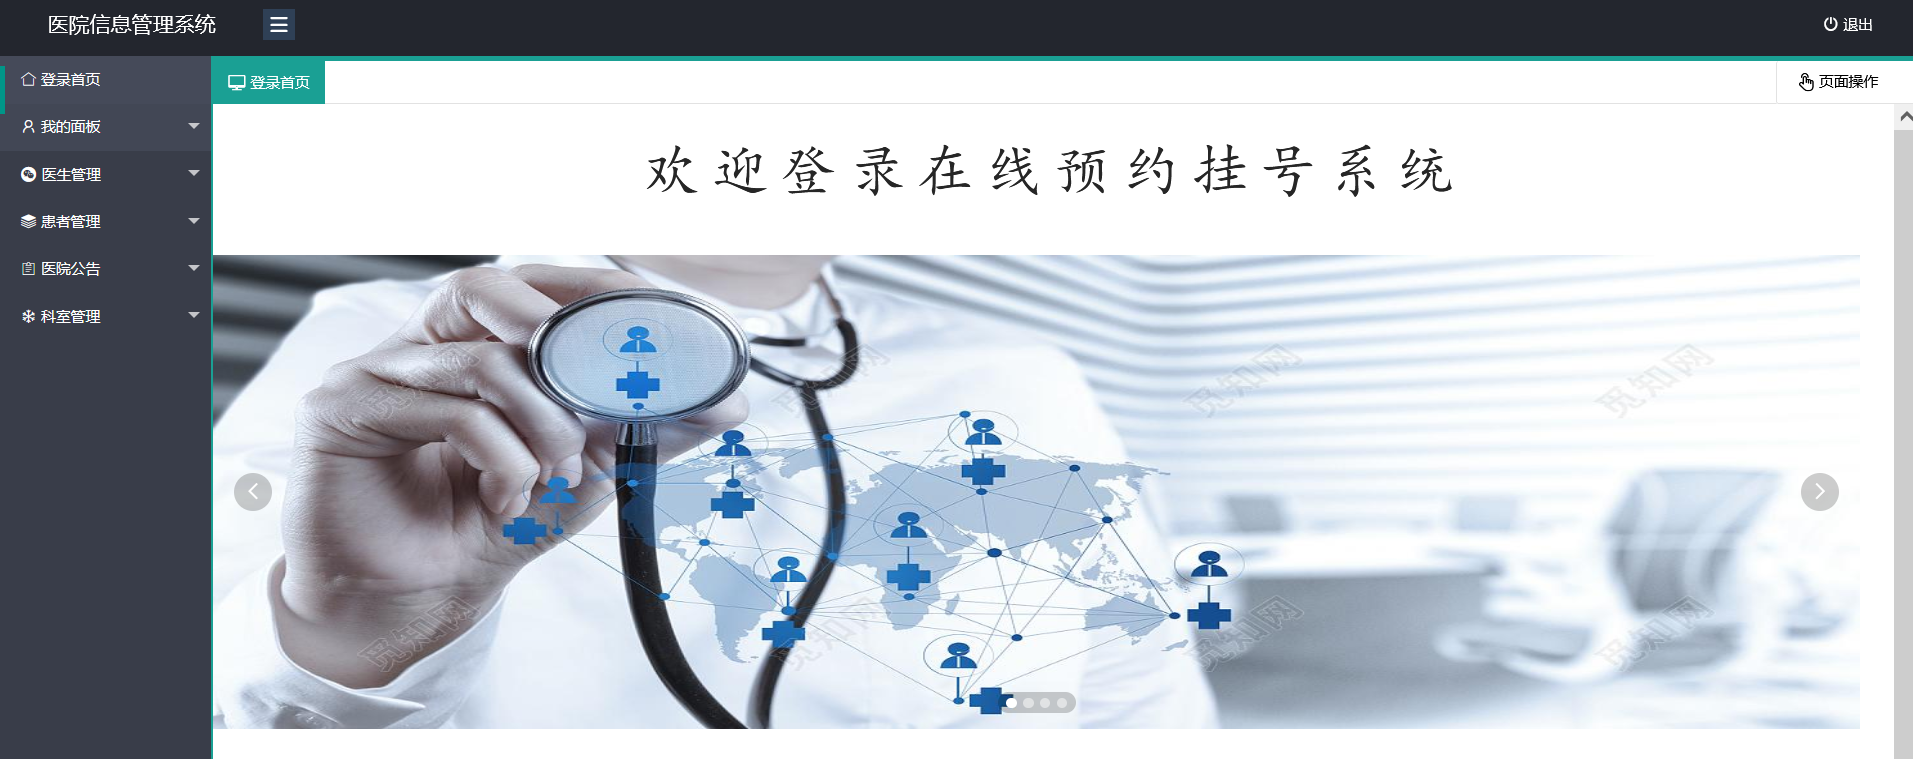 医院信息管理系统
退出
登录首页
我的面板
医生管理
患者管理
医院公告
科室管理
登录首页
页面操作
欢迎登录在线预约挂号系统
觅知网
觅知网
觅知网
觅知网
觅知网
觅知网
觅知网
觅知网